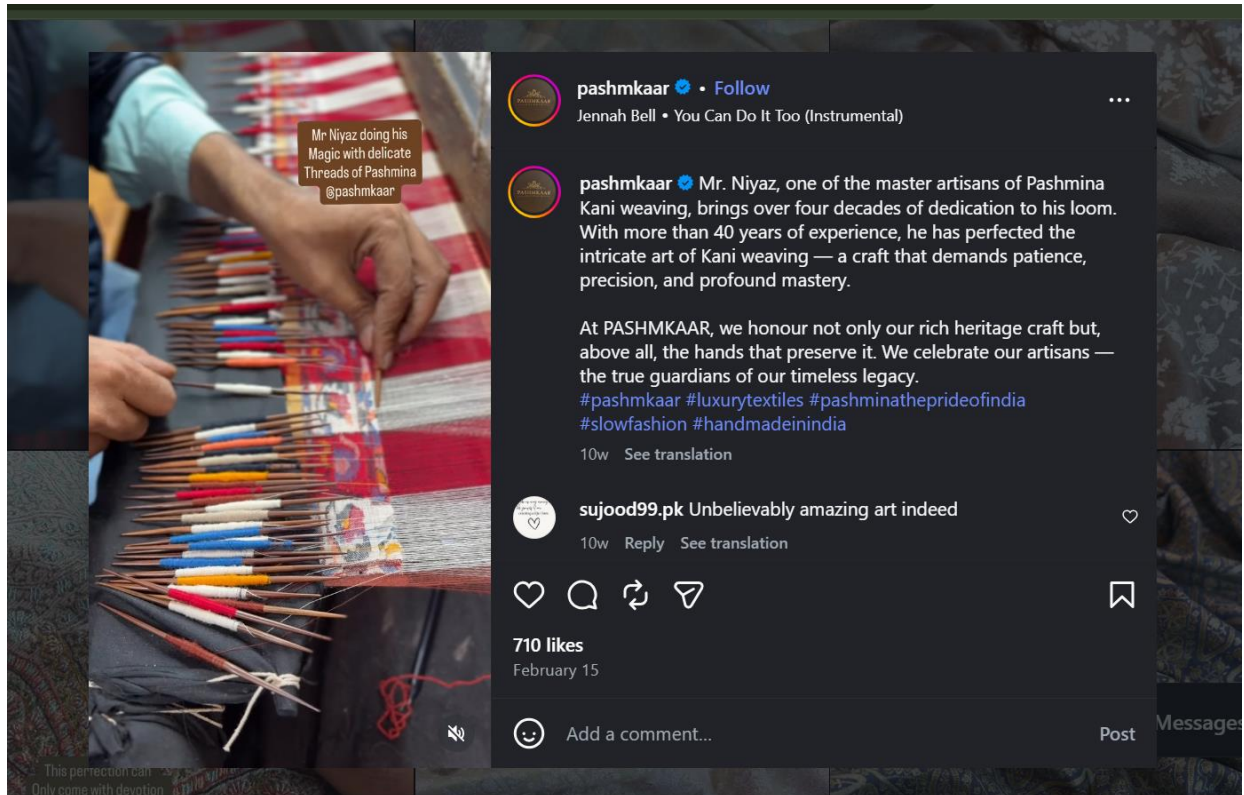 Mr Niyaz doing his
Magic with delicate
Threads of Pashmina
@pashmkaar
pashmkaar • Follow
Jennah Bell • You Can Do It Too (Instrumental)
pashmkaar Mr. Niyaz, one of the master artisans of Pashmina
Kani weaving, brings over four decades of dedication to his loom.
With more than 40 years of experience, he has perfected the
intricate art of Kani weaving — a craft that demands patience,
precision, and profound mastery.
At PASHMKAAR, we honour not only our rich heritage craft but,
above all, the hands that preserve it. We celebrate our artisans —
the true guardians of our timeless legacy.
#pashmkaar #luxurytextiles #pashminatheprideofindia
#slowfashion #handmadeinindia
10w See translation
sujood99.pk Unbelievably amazing art indeed
10w Reply See translation
710 likes
February 15
Add a comment... Post
Messages
This perfection can
Only come with devotion